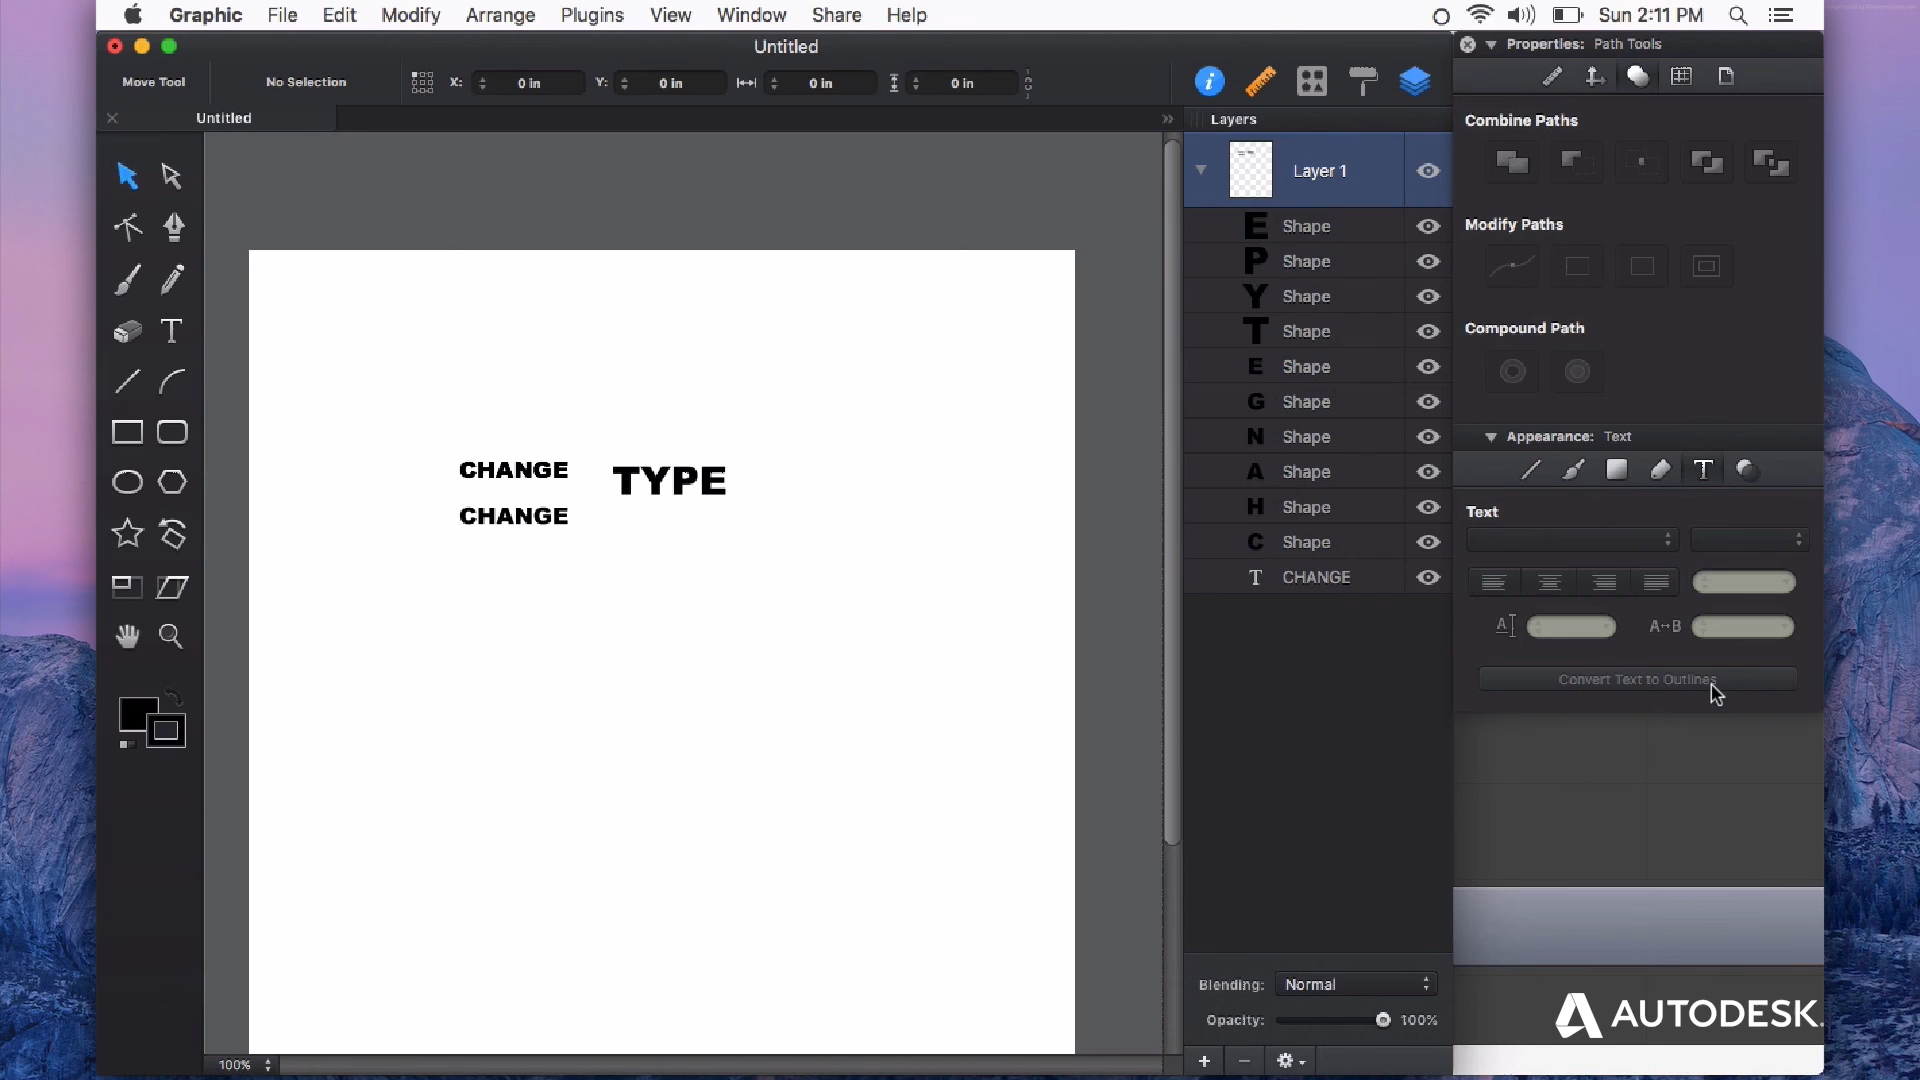 Graphic File Edit Modify Arrange Plugins View Window Share Help Sun 2:11 PM
Untitled
Properties: Path Tools
Move Tool No Selection X: 0 in Y: 0 in 0 in 0 in
Untitled
Layers
Combine Paths
Layer 1
E Shape
P Shape
Y Shape
T Shape
E Shape
G Shape
N Shape
A Shape
H Shape
C Shape
T CHANGE
Modify Paths
Compound Path
Appearance: Text
Text
A A↔B
Convert Text to Outlines
CHANGE
TYPE
CHANGE
Blending: Normal
Opacity: 100%
100%
AUTODESK.